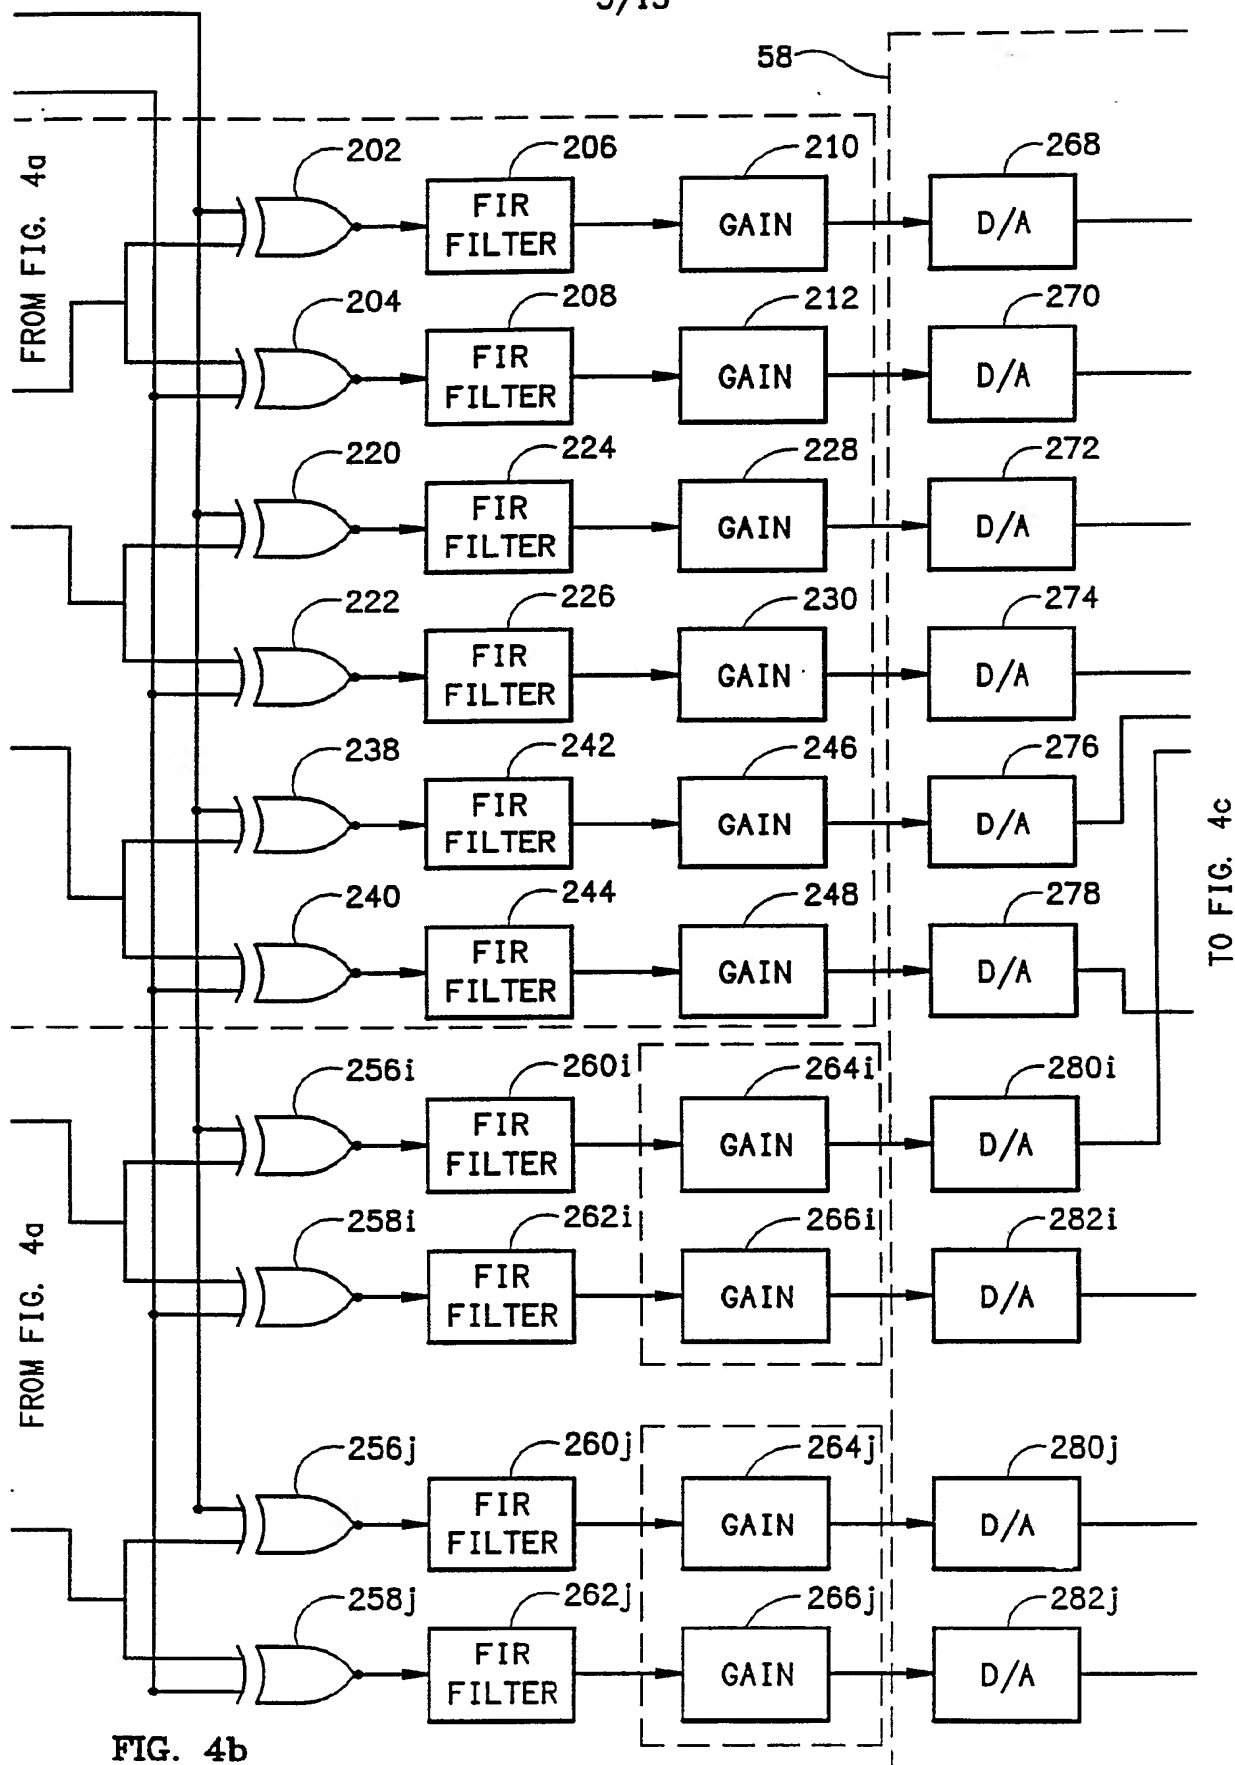 58
FROM FIG. 4a
202
206
210
268
FIR
FILTER
GAIN
D/A
204
208
212
270
FIR
FILTER
GAIN
D/A
220
224
228
272
FIR
FILTER
GAIN
D/A
222
226
230
274
FIR
FILTER
GAIN
D/A
238
242
246
276
FIR
FILTER
GAIN
D/A
TO FIG. 4c
240
244
248
278
FIR
FILTER
GAIN
D/A
256i
260i
264i
280i
FIR
FILTER
GAIN
D/A
FROM FIG. 4a
258i
262i
266i
282i
FIR
FILTER
GAIN
D/A
256j
260j
264j
280j
FIR
FILTER
GAIN
D/A
258j
262j
266j
282j
FIR
FILTER
GAIN
D/A
FIG. 4b